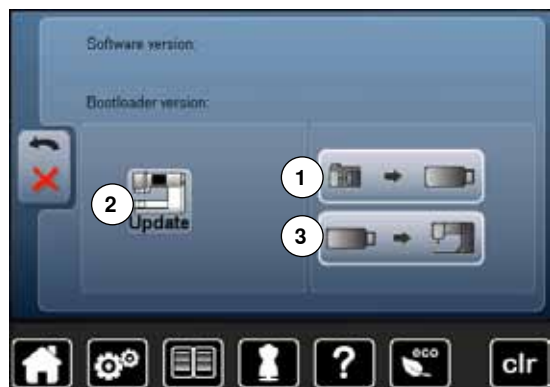 Software version:
Bootloader version:
1
2
Update
3
?
eco
clr